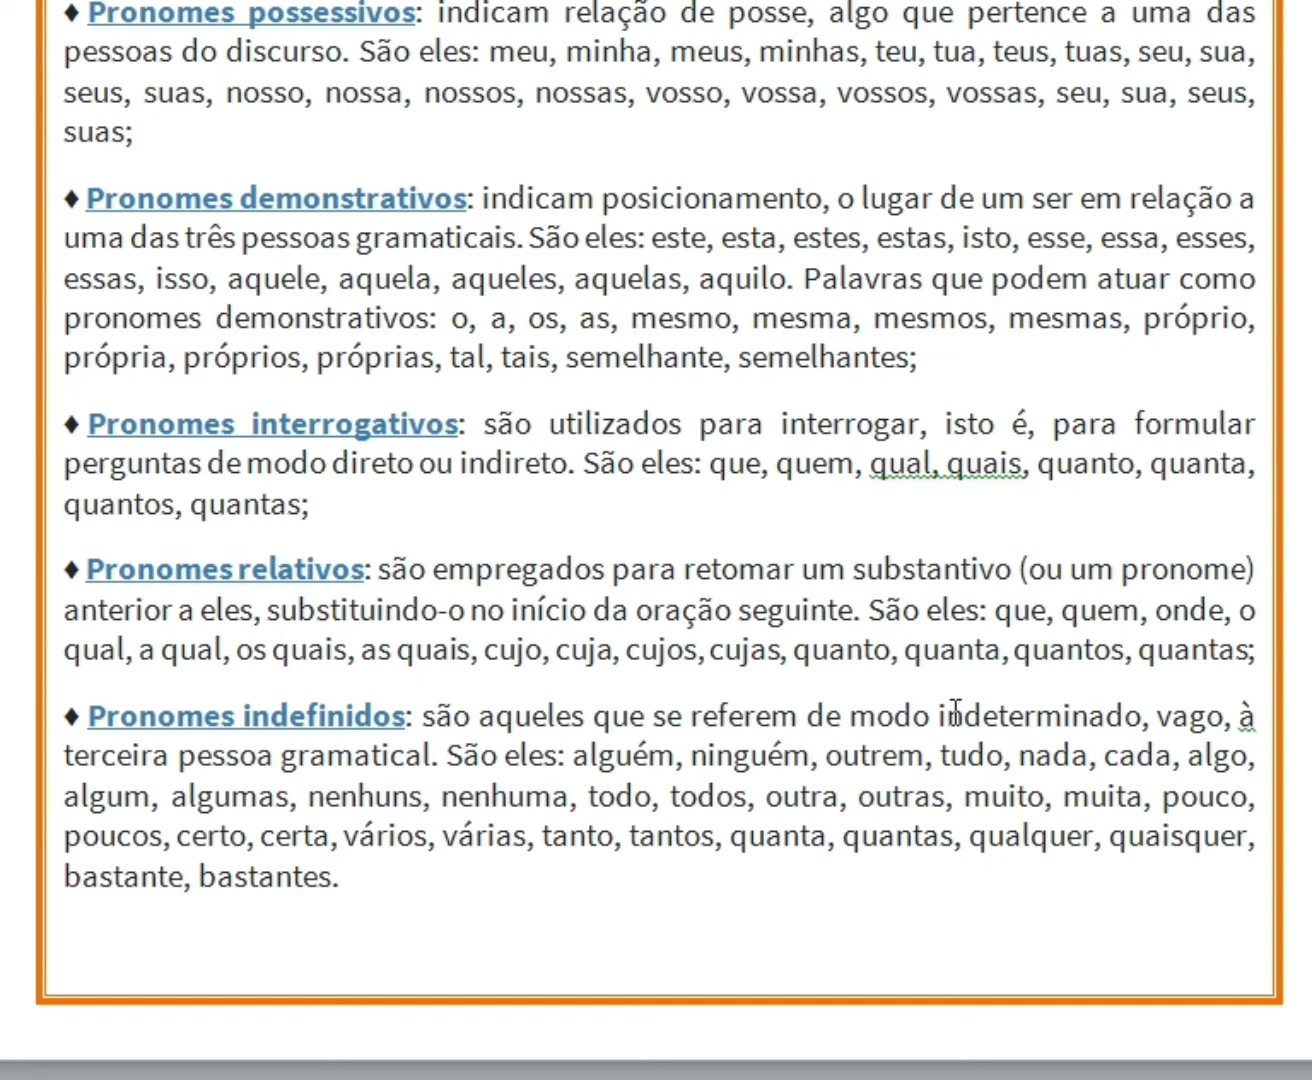 ♦ Pronomes possessivos: indicam relação de posse, algo que pertence a uma das
pessoas do discurso. São eles: meu, minha, meus, minhas, teu, tua, teus, tuas, seu, sua,
seus, suas, nosso, nossa, nossos, nossas, vosso, vossa, vossos, vossas, seu, sua, seus,
suas;
♦ Pronomes demonstrativos: indicam posicionamento, o lugar de um ser em relação a
uma das três pessoas gramaticais. São eles: este, esta, estes, estas, isto, esse, essa, esses,
essas, isso, aquele, aquela, aqueles, aquelas, aquilo. Palavras que podem atuar como
pronomes demonstrativos: o, a, os, as, mesmo, mesma, mesmos, mesmas, próprio,
própria, próprios, próprias, tal, tais, semelhante, semelhantes;
♦ Pronomes interrogativos: são utilizados para interrogar, isto é, para formular
perguntas de modo direto ou indireto. São eles: que, quem, qual, quais, quanto, quanta,
quantos, quantas;
♦ Pronomes relativos: são empregados para retomar um substantivo (ou um pronome)
anterior a eles, substituindo-o no início da oração seguinte. São eles: que, quem, onde, o
qual, a qual, os quais, as quais, cujo, cuja, cujos, cujas, quanto, quanta, quantos, quantas;
♦ Pronomes indefinidos: são aqueles que se referem de modo indeterminado, vago, à
terceira pessoa gramatical. São eles: alguém, ninguém, outrem, tudo, nada, cada, algo,
algum, algumas, nenhuns, nenhuma, todo, todos, outra, outras, muito, muita, pouco,
poucos, certo, certa, vários, várias, tanto, tantos, quanta, quantas, qualquer, quaisquer,
bastante, bastantes.